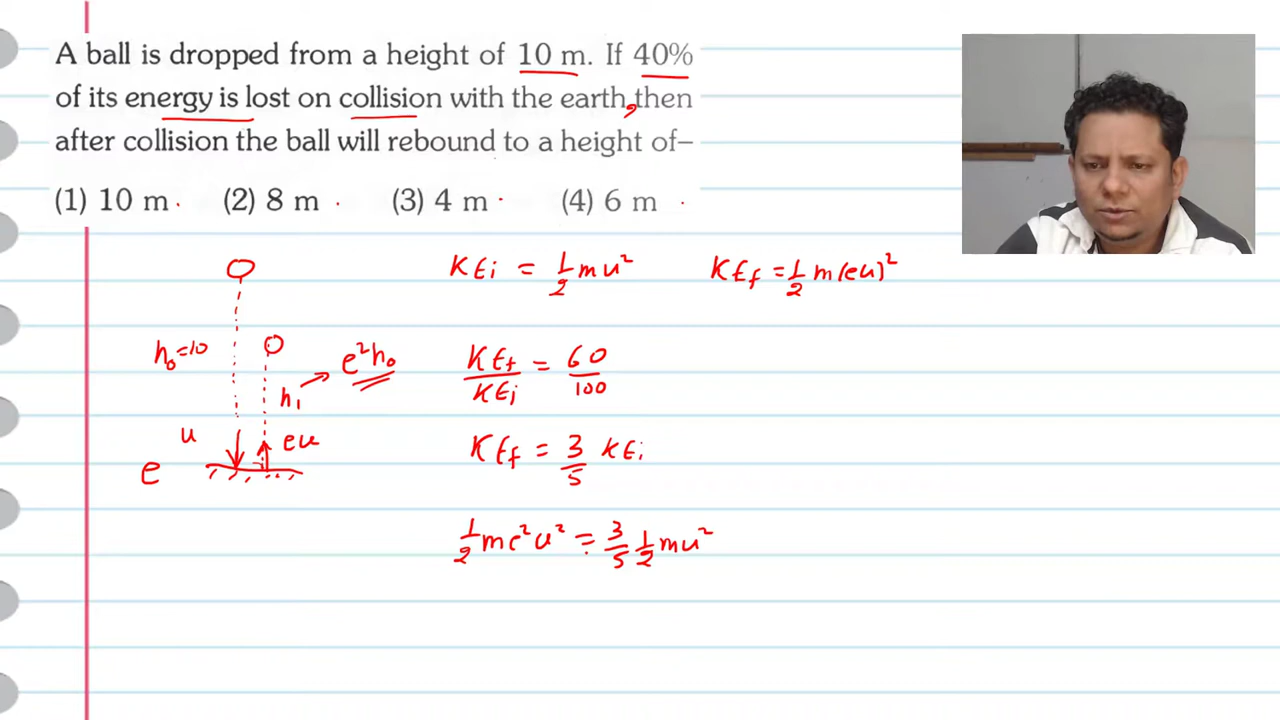 A ball is dropped from a height of 10 m. If 40%
of its energy is lost on collision with the earth, then
after collision the ball will rebound to a height of–
(1) 10 m. (2) 8 m . (3) 4 m . (4) 6 m .
KEi = 1/2 mu² KEf = 1/2 m(eu)²
h₀=10
h₁ → e²h₀
KEf/KEi = 60/100
u eu
e
KEf = 3/5 KEi
1/2 me²u² = 3/5 1/2 mu²